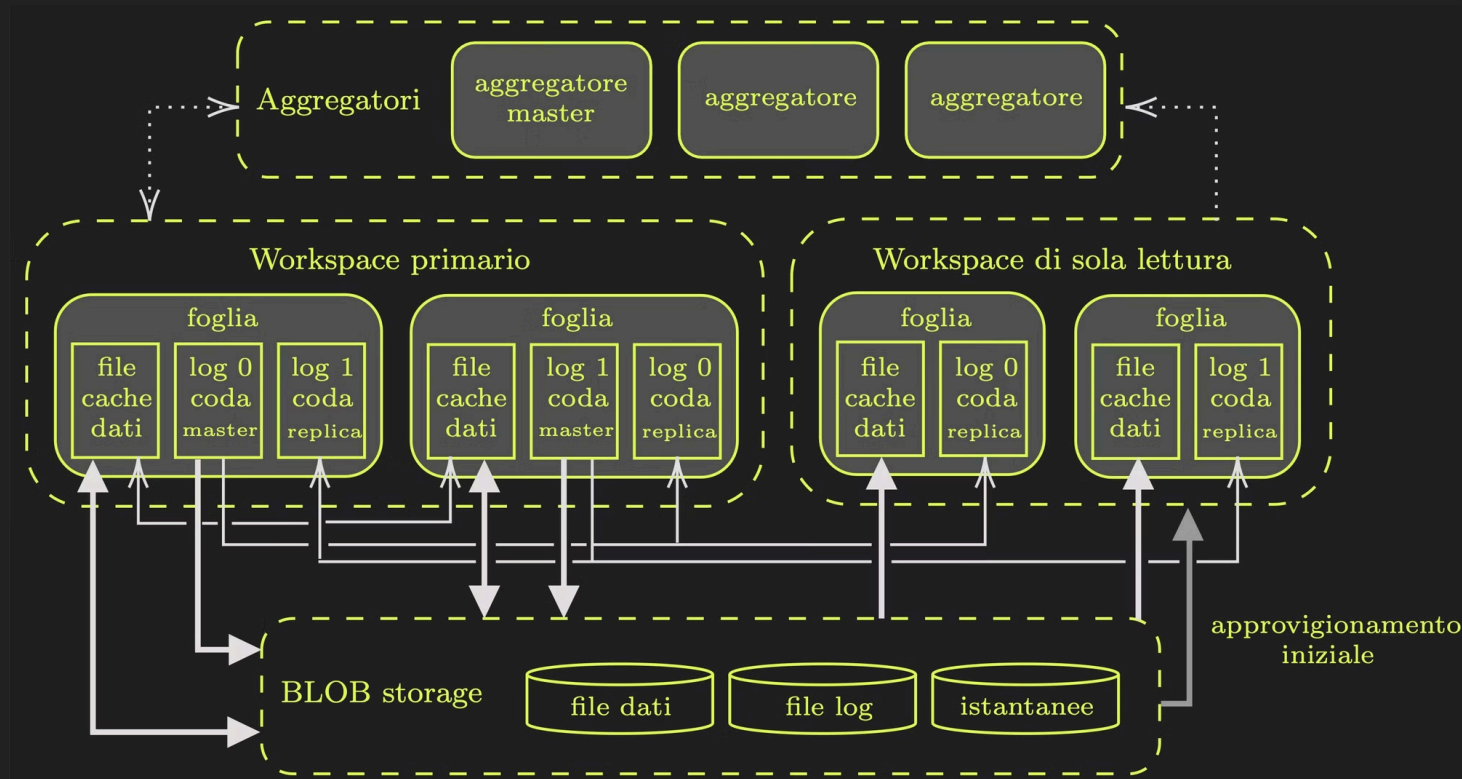 Aggregatori
aggregatore
master
aggregatore
aggregatore
Workspace primario
foglia
file
cache
dati
log 0
coda
master
log 1
coda
replica
foglia
file
cache
dati
log 1
coda
master
log 0
coda
replica
Workspace di sola lettura
foglia
file
cache
dati
log 0
coda
replica
foglia
file
cache
dati
log 1
coda
replica
approvigionamento
iniziale
BLOB storage
file dati
file log
istantanee